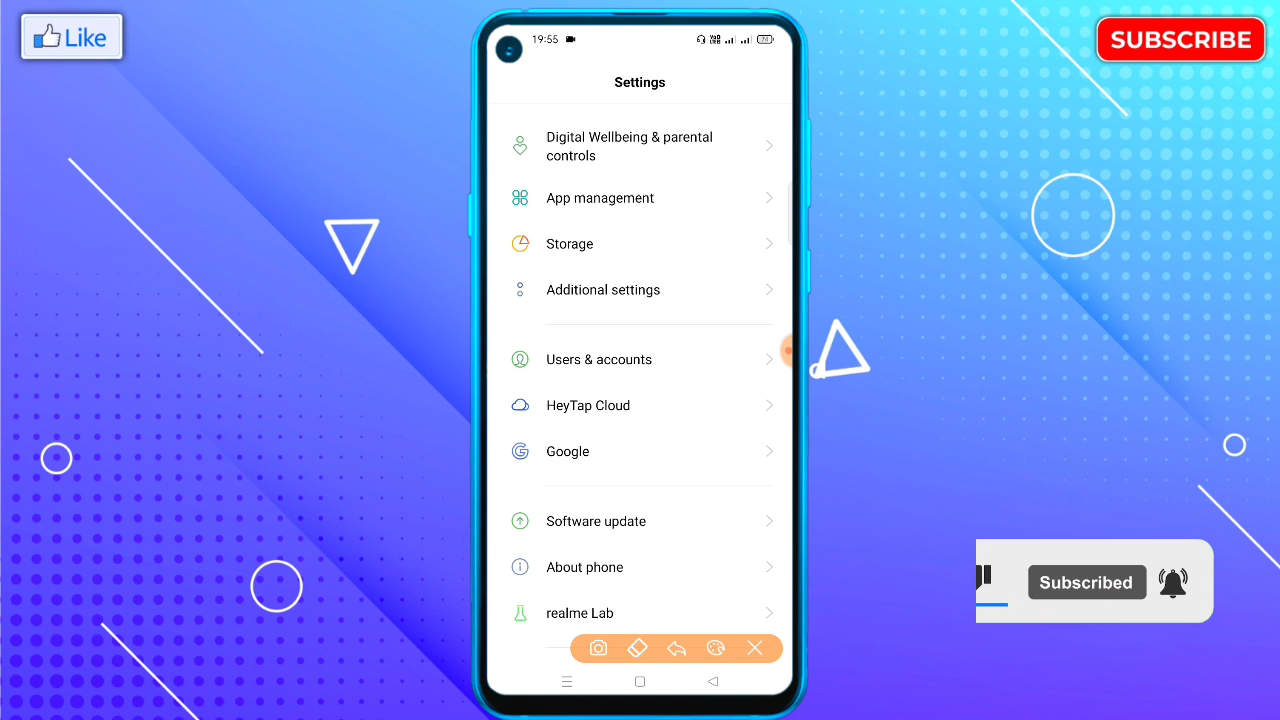 Like
SUBSCRIBE
19:55
74
Settings
Digital Wellbeing & parental
controls
App management
Storage
Additional settings
Users & accounts
HeyTap Cloud
Google
Software update
About phone
realme Lab
Subscribed